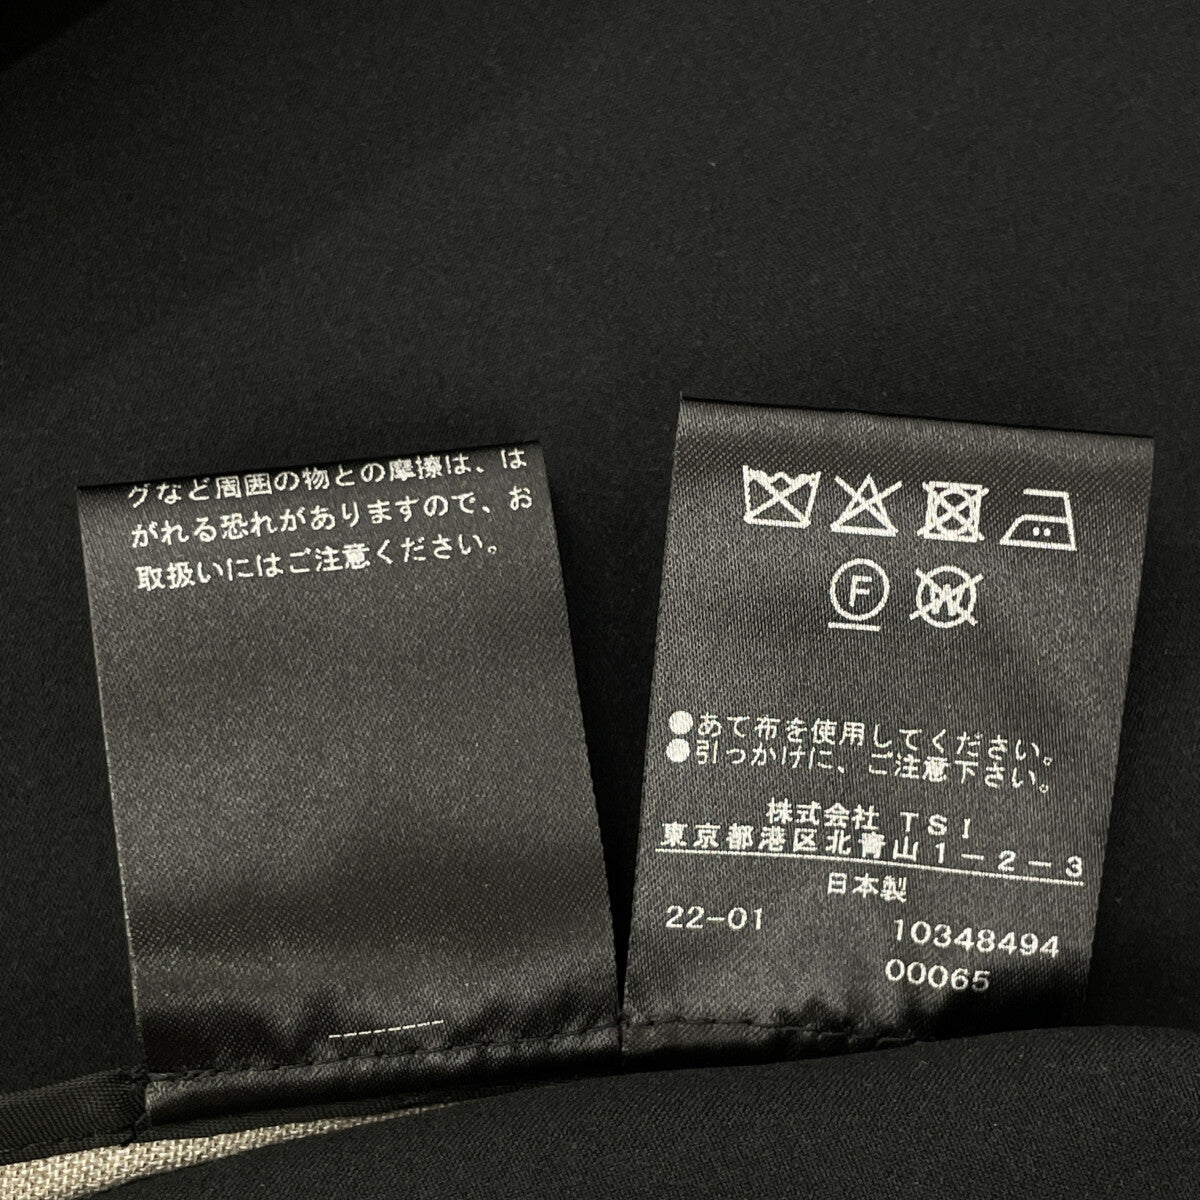 グなど周囲の物との摩擦は、は
がれる恐れがありますので、お
取扱いにはご注意ください。
F W
●あて布を使用してください。
●引っかけに、ご注意下さい。
株式会社 TSI
東京都港区北青山1-2-3
日本製
22-01 10348494
00065